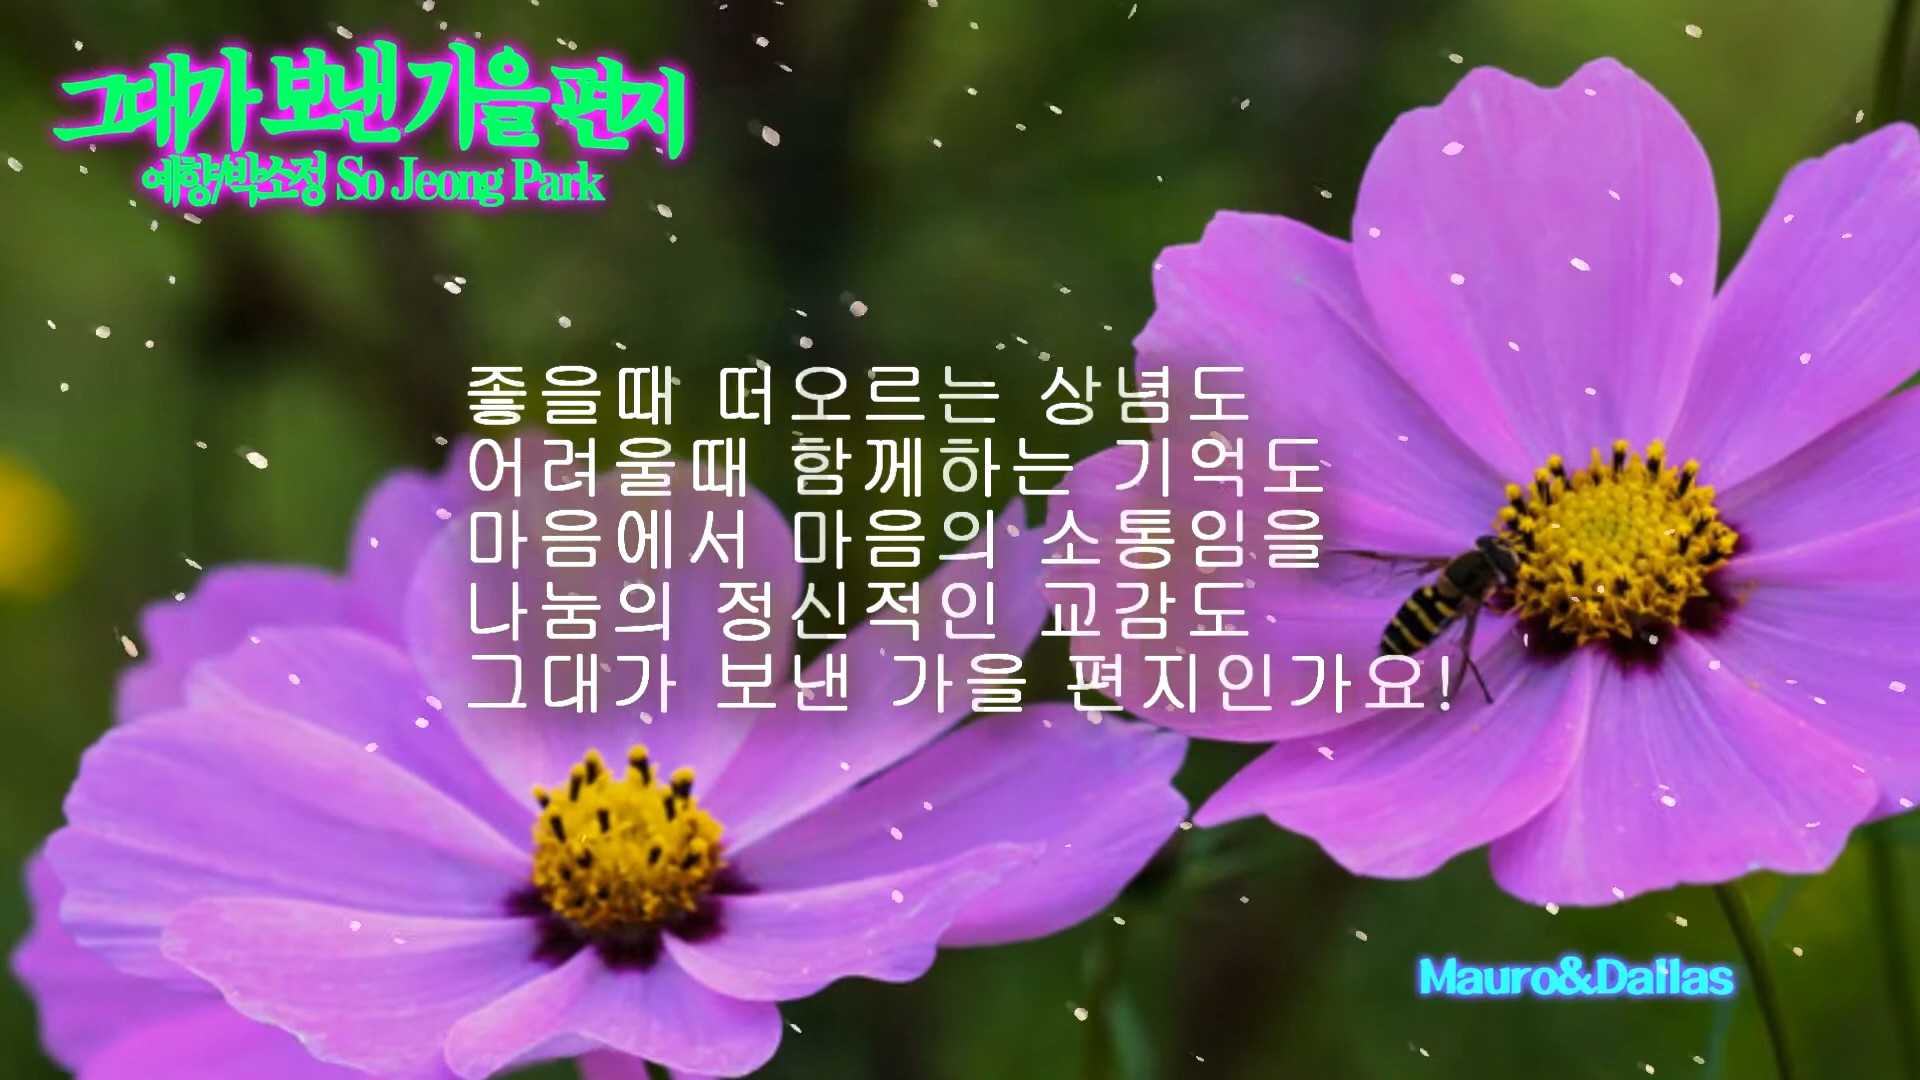 그대가 보낸 가을 편지
예향/박소정 So Jeong Park
좋을때 떠오르는 상념도
어려울때 함께하는 기억도
마음에서 마음의 소통임을
나눔의 정신적인 교감도
그대가 보낸 가을 편지인가요!
Mauro&Dallas